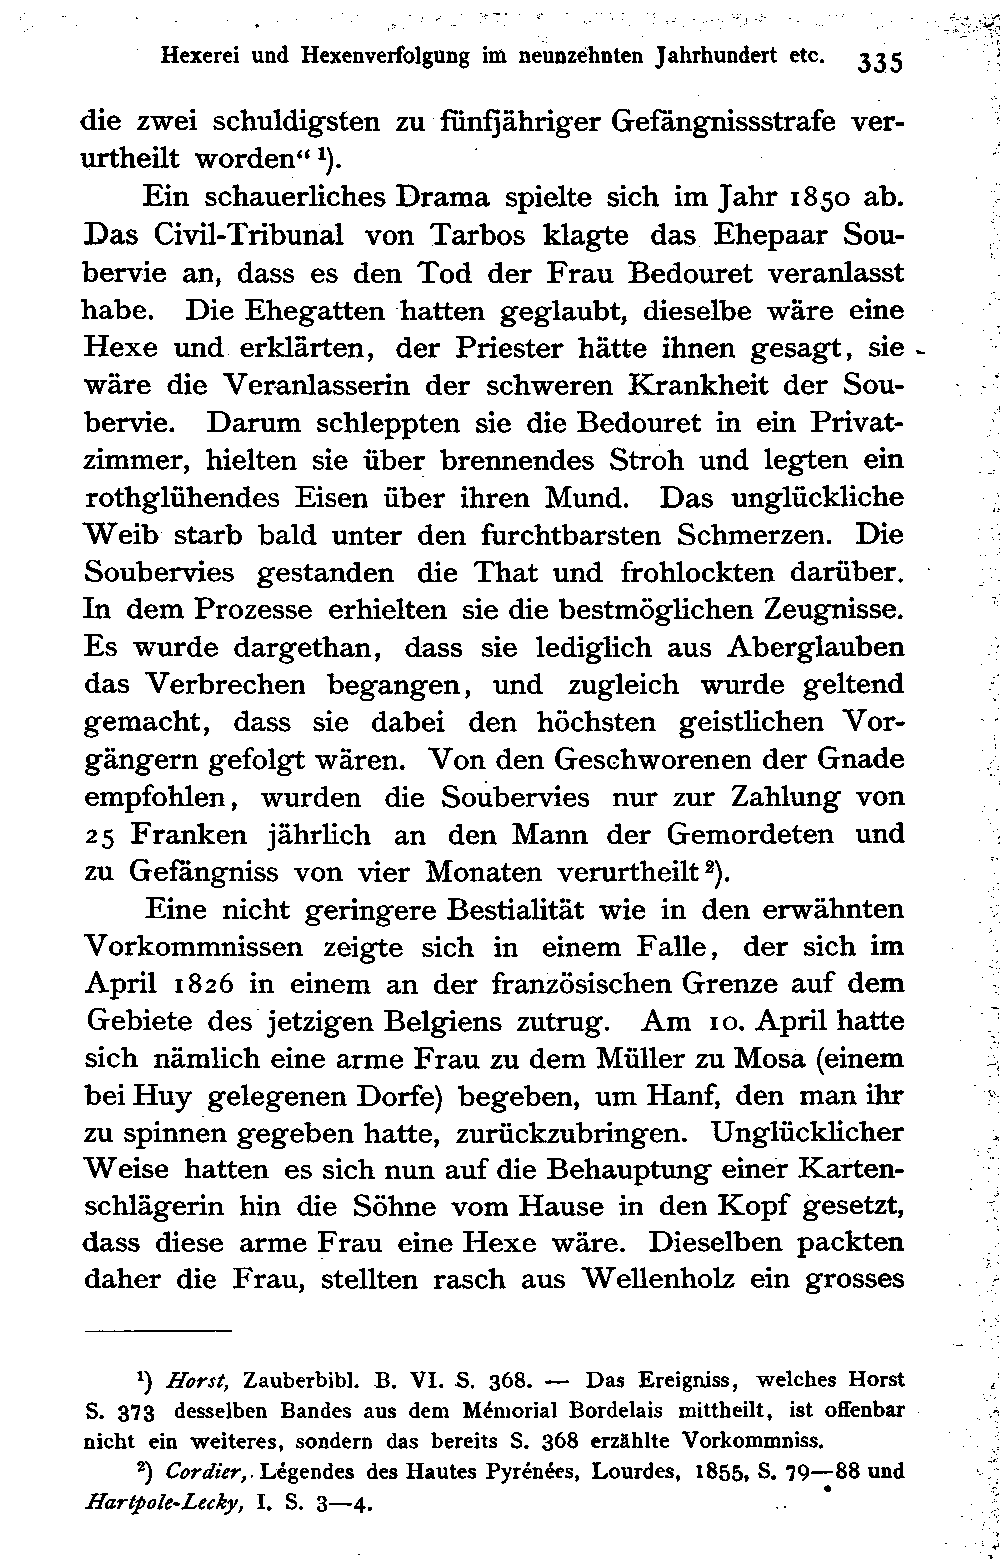 Hexerei und Hexenverfolgung im neunzehnten Jahrhundert etc. 335
die zwei schuldigsten zu fünfjähriger Gefängnissstrafe ver-
urtheilt worden“ ¹).
Ein schauerliches Drama spielte sich im Jahr 1850 ab.
Das Civil-Tribunal von Tarbos klagte das Ehepaar Sou-
bervie an, dass es den Tod der Frau Bedouret veranlasst
habe. Die Ehegatten hatten geglaubt, dieselbe wäre eine
Hexe und erklärten, der Priester hätte ihnen gesagt, sie
wäre die Veranlasserin der schweren Krankheit der Sou-
bervie. Darum schleppten sie die Bedouret in ein Privat-
zimmer, hielten sie über brennendes Stroh und legten ein
rothglühendes Eisen über ihren Mund. Das unglückliche
Weib starb bald unter den furchtbarsten Schmerzen. Die
Soubervies gestanden die That und frohlockten darüber.
In dem Prozesse erhielten sie die bestmöglichen Zeugnisse.
Es wurde dargethan, dass sie lediglich aus Aberglauben
das Verbrechen begangen, und zugleich wurde geltend
gemacht, dass sie dabei den höchsten geistlichen Vor-
gängern gefolgt wären. Von den Geschworenen der Gnade
empfohlen, wurden die Soubervies nur zur Zahlung von
25 Franken jährlich an den Mann der Gemordeten und
zu Gefängniss von vier Monaten verurtheilt ²).
Eine nicht geringere Bestialität wie in den erwähnten
Vorkommnissen zeigte sich in einem Falle, der sich im
April 1826 in einem an der französischen Grenze auf dem
Gebiete des jetzigen Belgiens zutrug. Am 10. April hatte
sich nämlich eine arme Frau zu dem Müller zu Mosa (einem
bei Huy gelegenen Dorfe) begeben, um Hanf, den man ihr
zu spinnen gegeben hatte, zurückzubringen. Unglücklicher
Weise hatten es sich nun auf die Behauptung einer Karten-
schlägerin hin die Söhne vom Hause in den Kopf gesetzt,
dass diese arme Frau eine Hexe wäre. Dieselben packten
daher die Frau, stellten rasch aus Wellenholz ein grosses
¹) Horst, Zauberbibl. B. VI. S. 368. — Das Ereigniss, welches Horst
S. 373 desselben Bandes aus dem Mémorial Bordelais mittheilt, ist offenbar
nicht ein weiteres, sondern das bereits S. 368 erzählte Vorkommniss.
²) Cordier, Légendes des Hautes Pyrénées, Lourdes, 1855, S. 79—88 und
Hartpole-Lecky, I. S. 3—4.